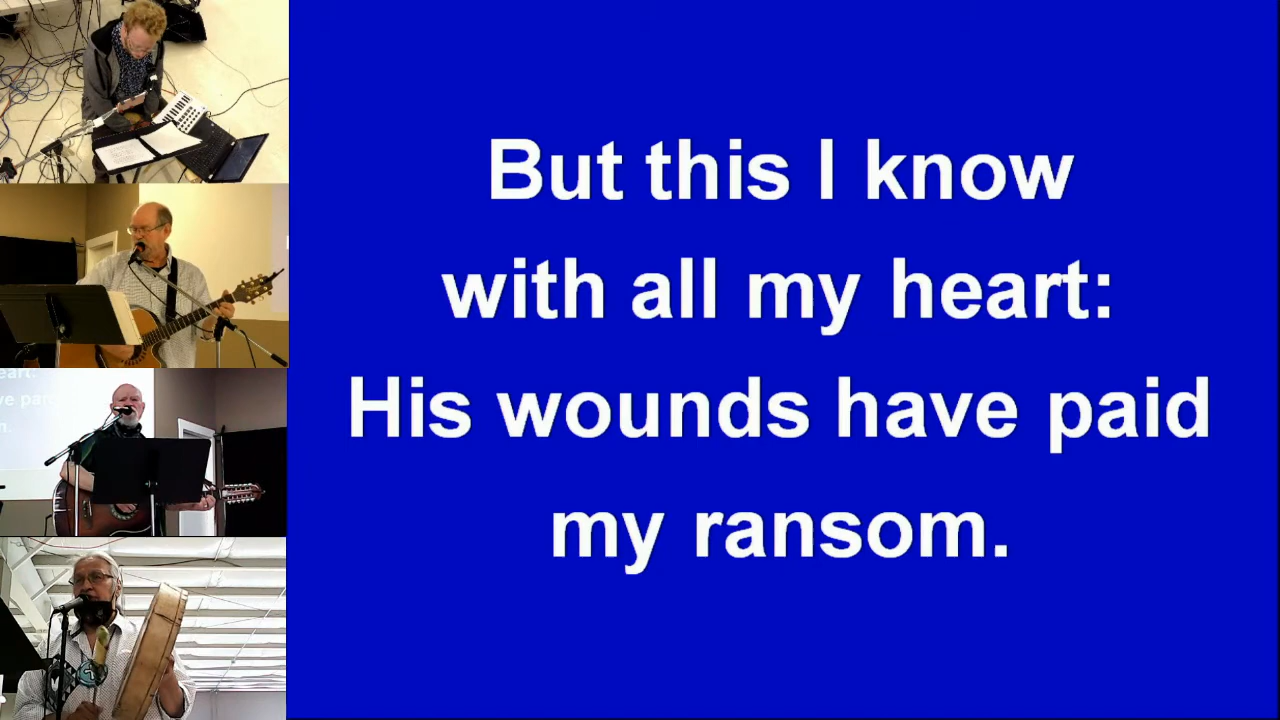 But this I know
with all my heart:
His wounds have paid
my ransom.